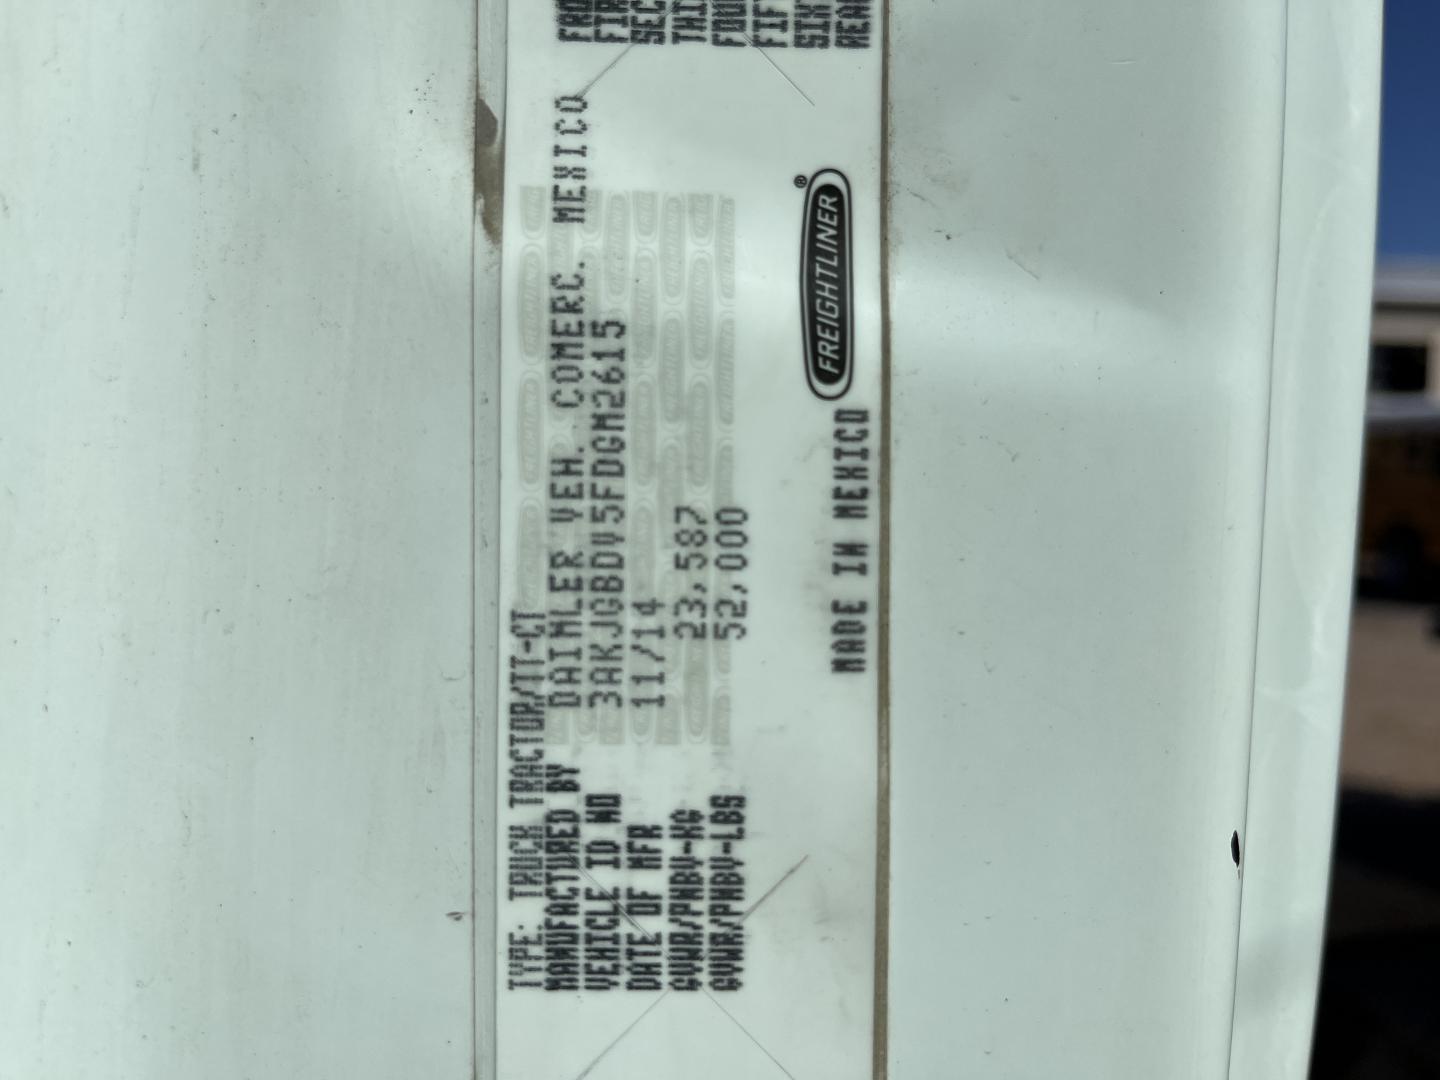 TYPE: TRUCK TRACTOR/TT-CT
MANUFACTURED BY DAIMLER VEH. COMERC. MEXICO
VEHICLE ID NO 3AKJGBDV5FDGM2615
DATE OF MFR 11/14
GVWR/PNBV-KG 23,587
GVWR/PNBV-LBS 52,000
MADE IN MEXICO
FREIGHTLINER®